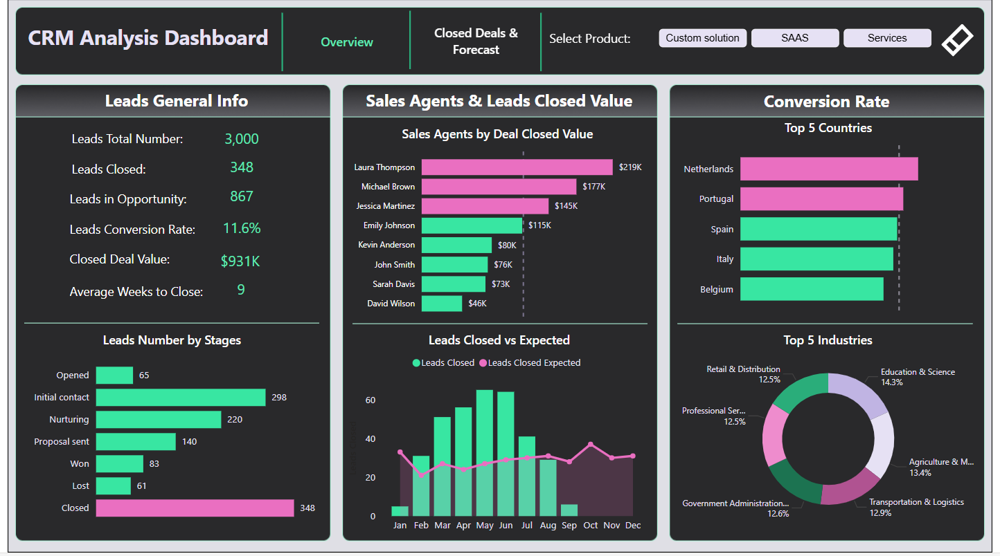 CRM Analysis Dashboard
Overview
Closed Deals &
Forecast
Select Product:
Custom solution
SAAS
Services
Leads General Info
Leads Total Number: 3,000
Leads Closed: 348
Leads in Opportunity: 867
Leads Conversion Rate: 11.6%
Closed Deal Value: $931K
Average Weeks to Close: 9
Leads Number by Stages
Opened 65
Initial contact 298
Nurturing 220
Proposal sent 140
Won 83
Lost 61
Closed 348
Sales Agents & Leads Closed Value
Sales Agents by Deal Closed Value
Laura Thompson $219K
Michael Brown $177K
Jessica Martinez $145K
Emily Johnson $115K
Kevin Anderson $80K
John Smith $76K
Sarah Davis $73K
David Wilson $46K
Leads Closed vs Expected
Leads Closed Leads Closed Expected
60
40
20
0
Jan Feb Mar Apr May Jun Jul Aug Sep Oct Nov Dec
Conversion Rate
Top 5 Countries
Netherlands
Portugal
Spain
Italy
Belgium
Top 5 Industries
Retail & Distribution
12.5%
Education & Science
14.3%
Professional Ser...
12.5%
Agriculture & M...
13.4%
Government Administration...
12.6%
Transportation & Logistics
12.9%